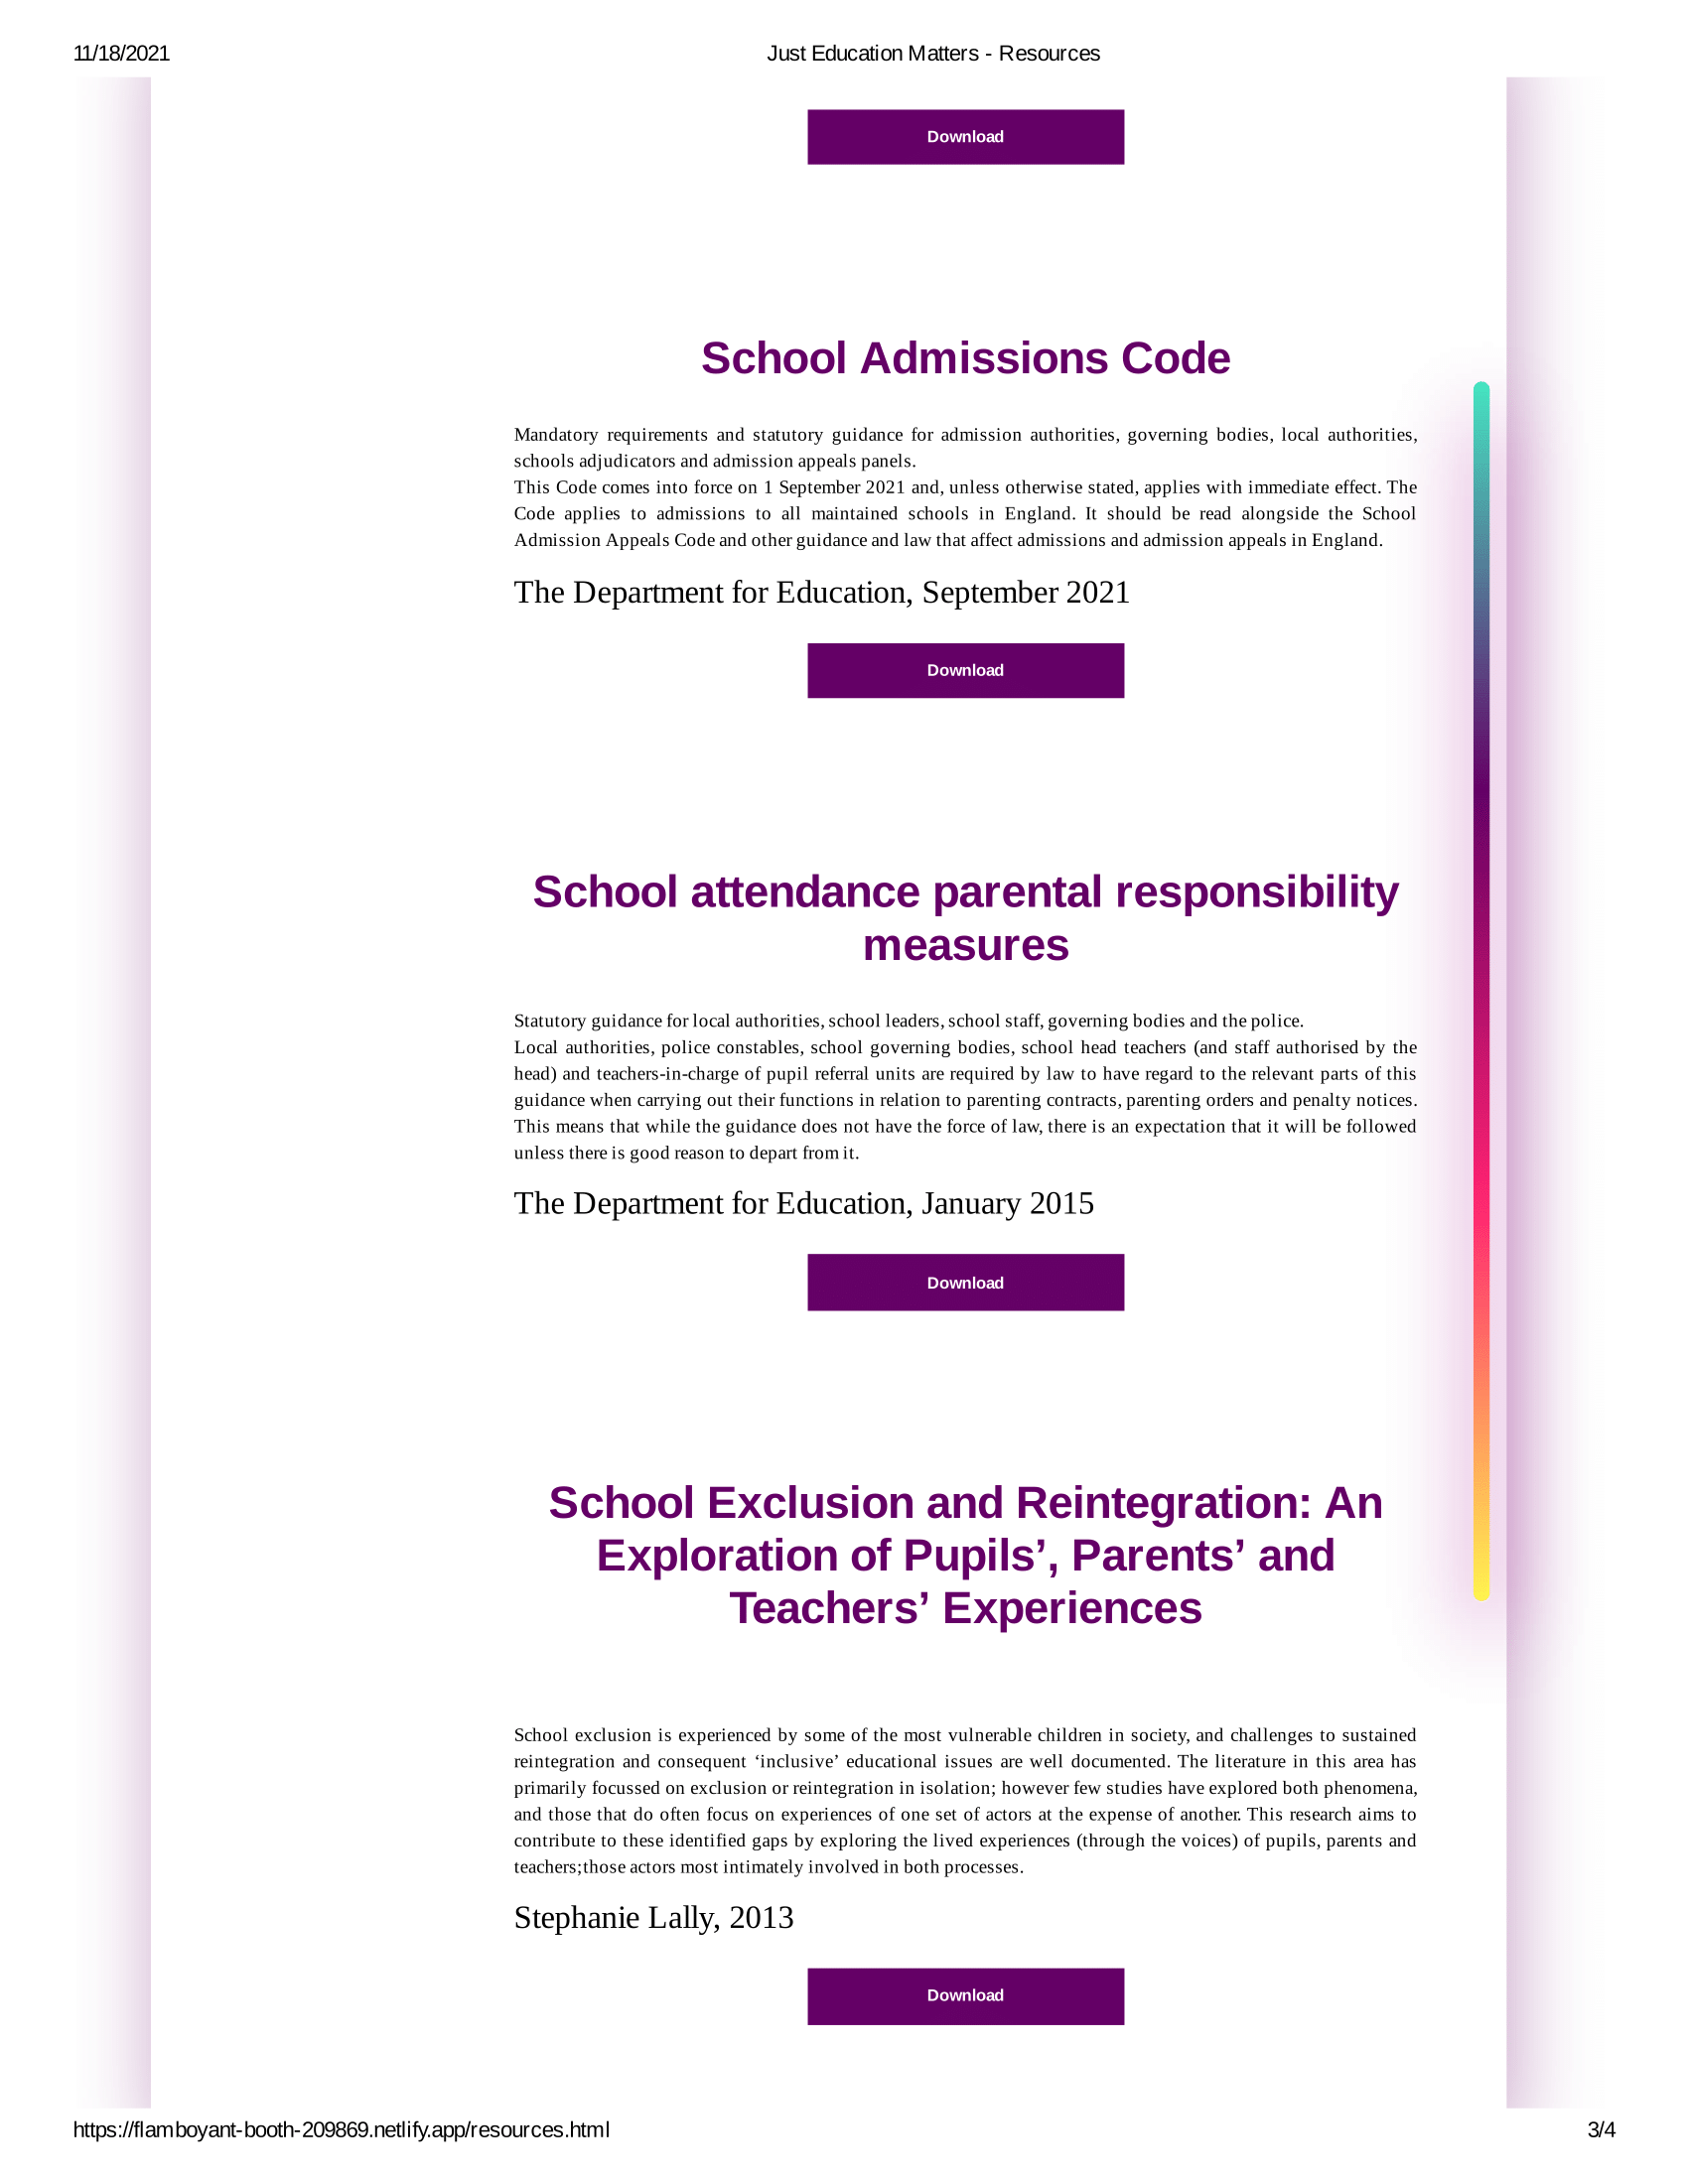 11/18/2021
Just Education Matters - Resources
Download
School Admissions Code
Mandatory requirements and statutory guidance for admission authorities, governing bodies, local authorities,
schools adjudicators and admission appeals panels.
This Code comes into force on 1 September 2021 and, unless otherwise stated, applies with immediate effect. The
Code applies to admissions to all maintained schools in England. It should be read alongside the School
Admission Appeals Code and other guidance and law that affect admissions and admission appeals in England.
The Department for Education, September 2021
Download
School attendance parental responsibility
measures
Statutory guidance for local authorities, school leaders, school staff, governing bodies and the police.
Local authorities, police constables, school governing bodies, school head teachers (and staff authorised by the
head) and teachers-in-charge of pupil referral units are required by law to have regard to the relevant parts of this
guidance when carrying out their functions in relation to parenting contracts, parenting orders and penalty notices.
This means that while the guidance does not have the force of law, there is an expectation that it will be followed
unless there is good reason to depart from it.
The Department for Education, January 2015
Download
School Exclusion and Reintegration: An
Exploration of Pupils’, Parents’ and
Teachers’ Experiences
School exclusion is experienced by some of the most vulnerable children in society, and challenges to sustained
reintegration and consequent ‘inclusive’ educational issues are well documented. The literature in this area has
primarily focussed on exclusion or reintegration in isolation; however few studies have explored both phenomena,
and those that do often focus on experiences of one set of actors at the expense of another. This research aims to
contribute to these identified gaps by exploring the lived experiences (through the voices) of pupils, parents and
teachers;those actors most intimately involved in both processes.
Stephanie Lally, 2013
Download
https://flamboyant-booth-209869.netlify.app/resources.html
3/4